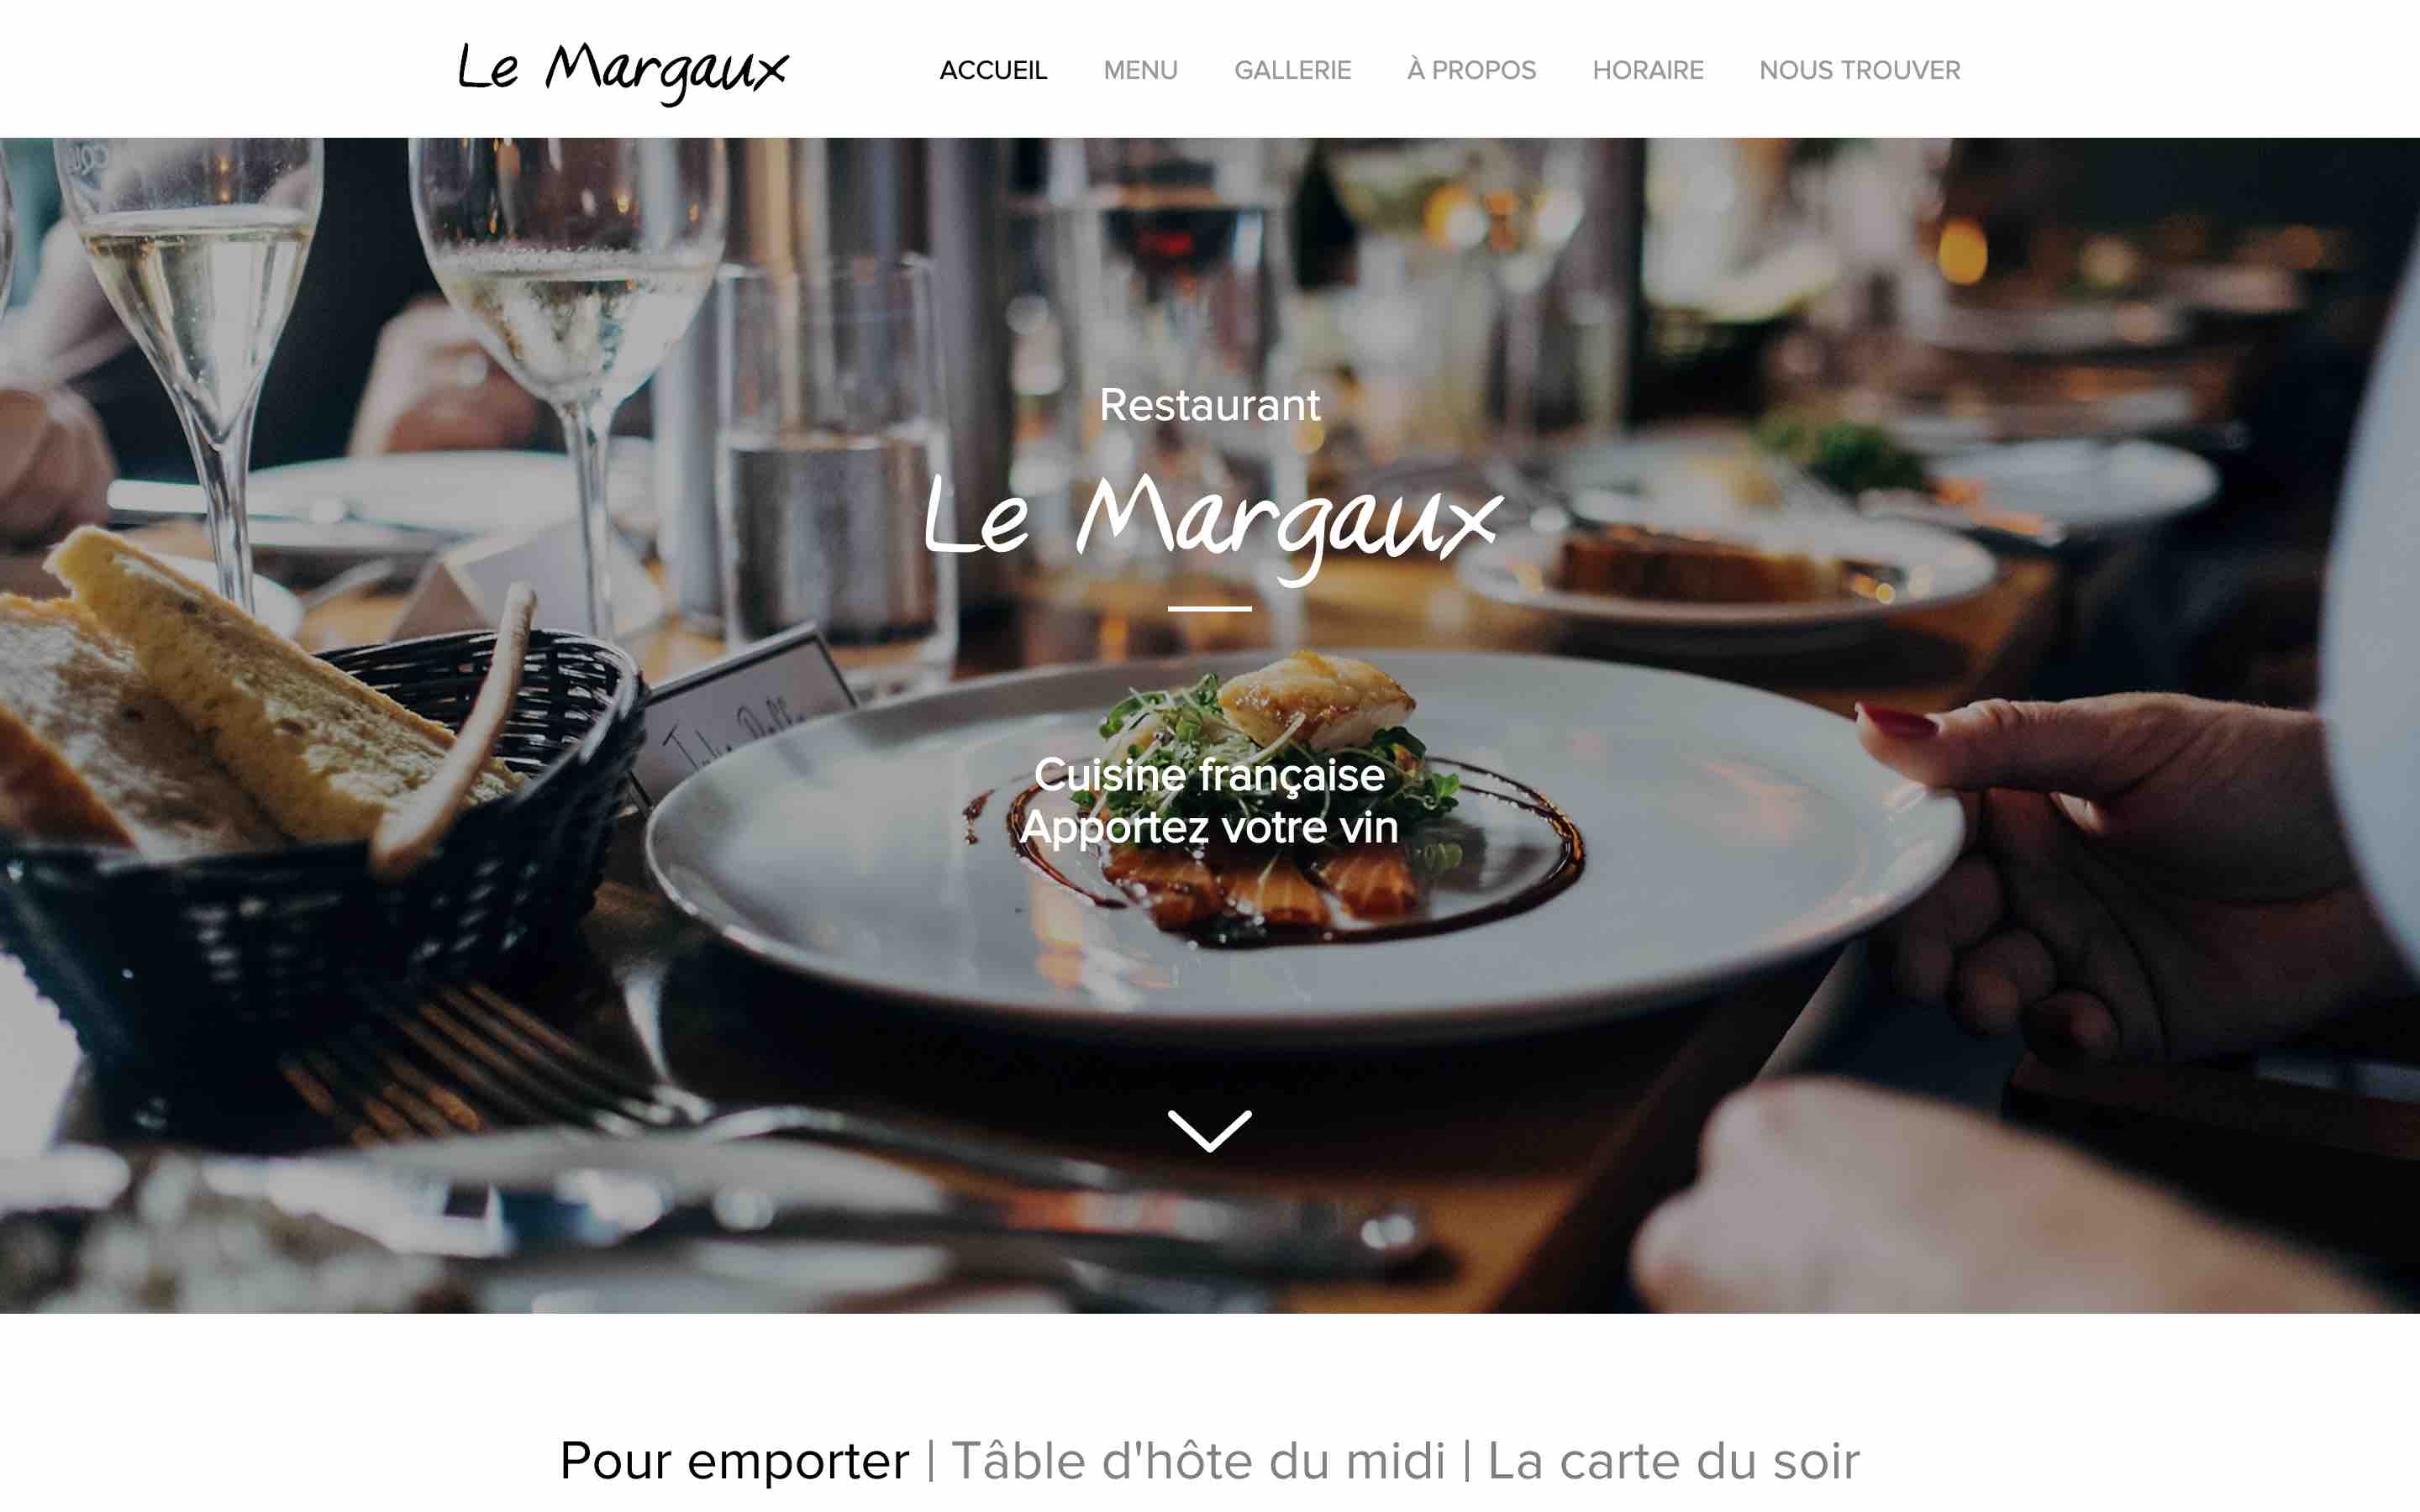 Le Margaux
ACCUEIL MENU GALLERIE À PROPOS HORAIRE NOUS TROUVER
Restaurant
Le Margaux
Cuisine française
Apportez votre vin
Pour emporter | Tâble d'hôte du midi | La carte du soir